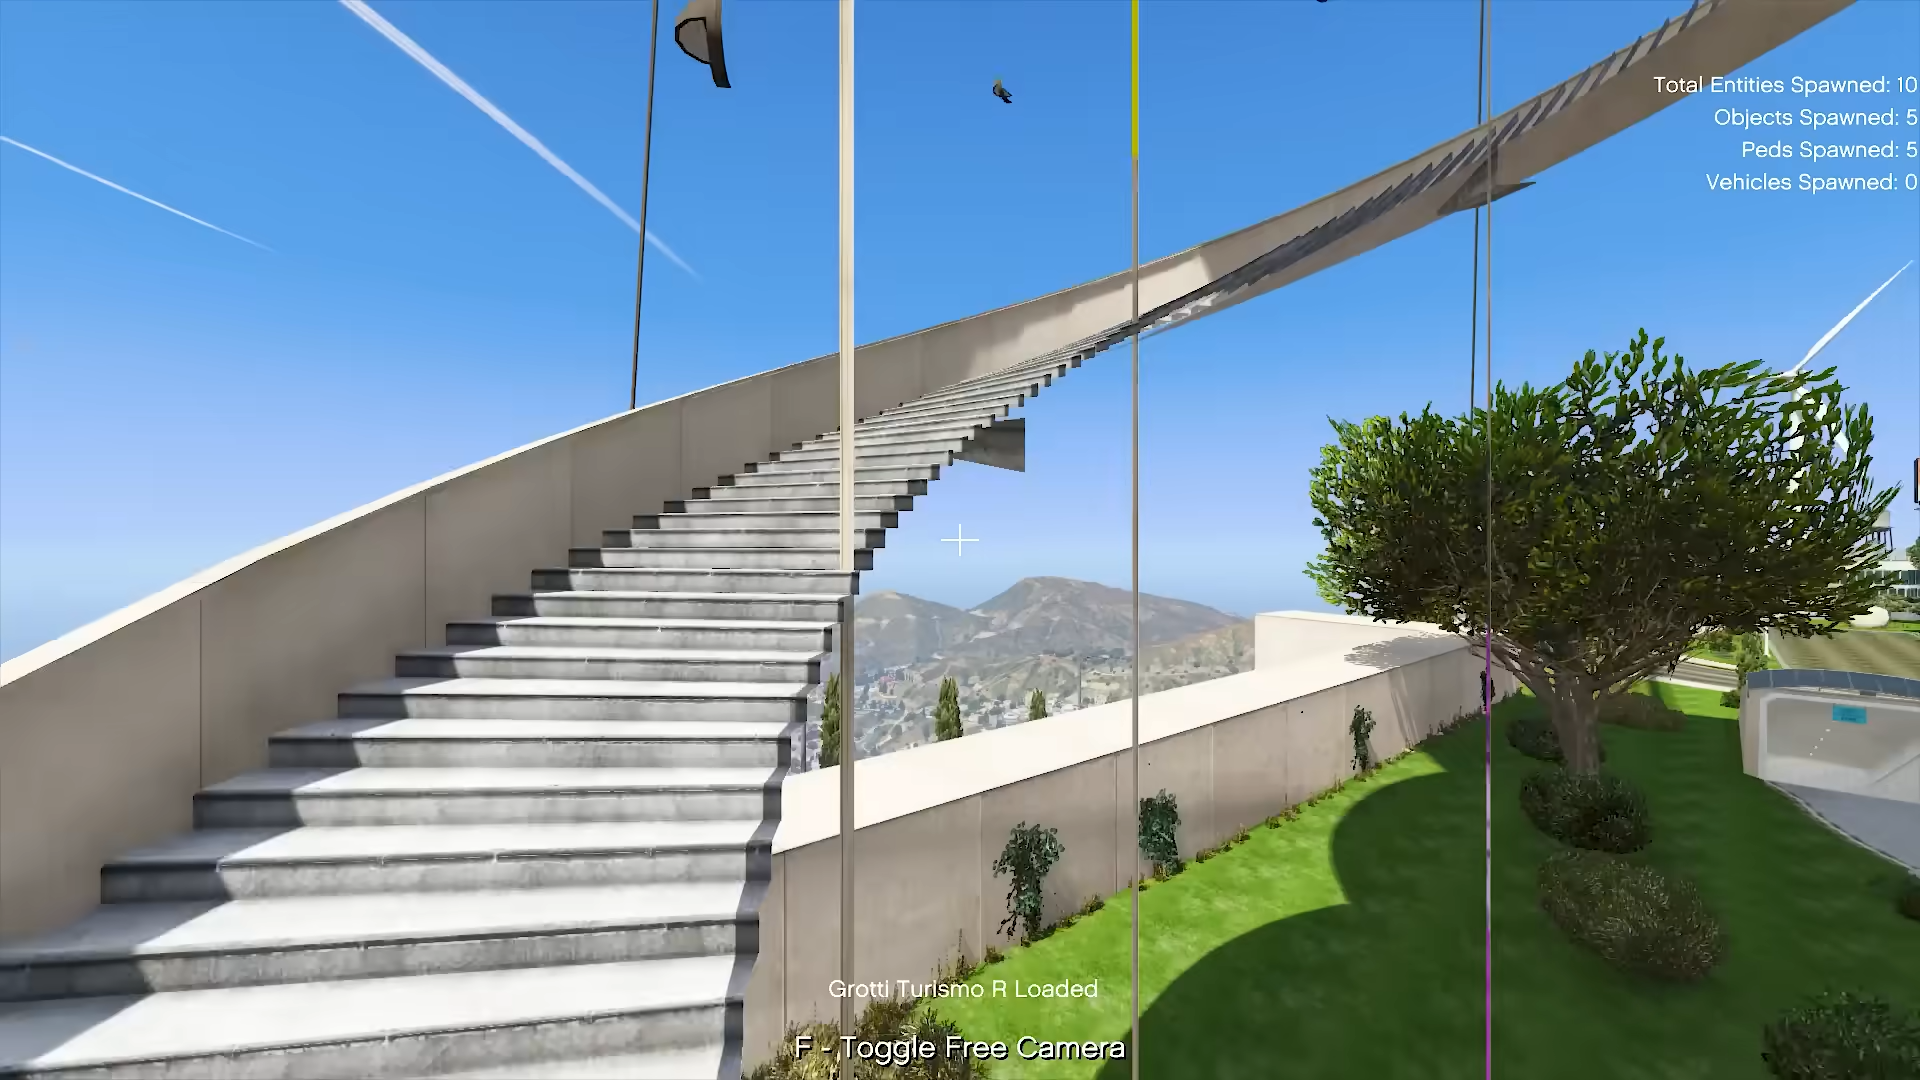 Total Entities Spawned: 10
Objects Spawned: 5
Peds Spawned: 5
Vehicles Spawned: 0
Grotti Turismo R Loaded
F - Toggle Free Camera